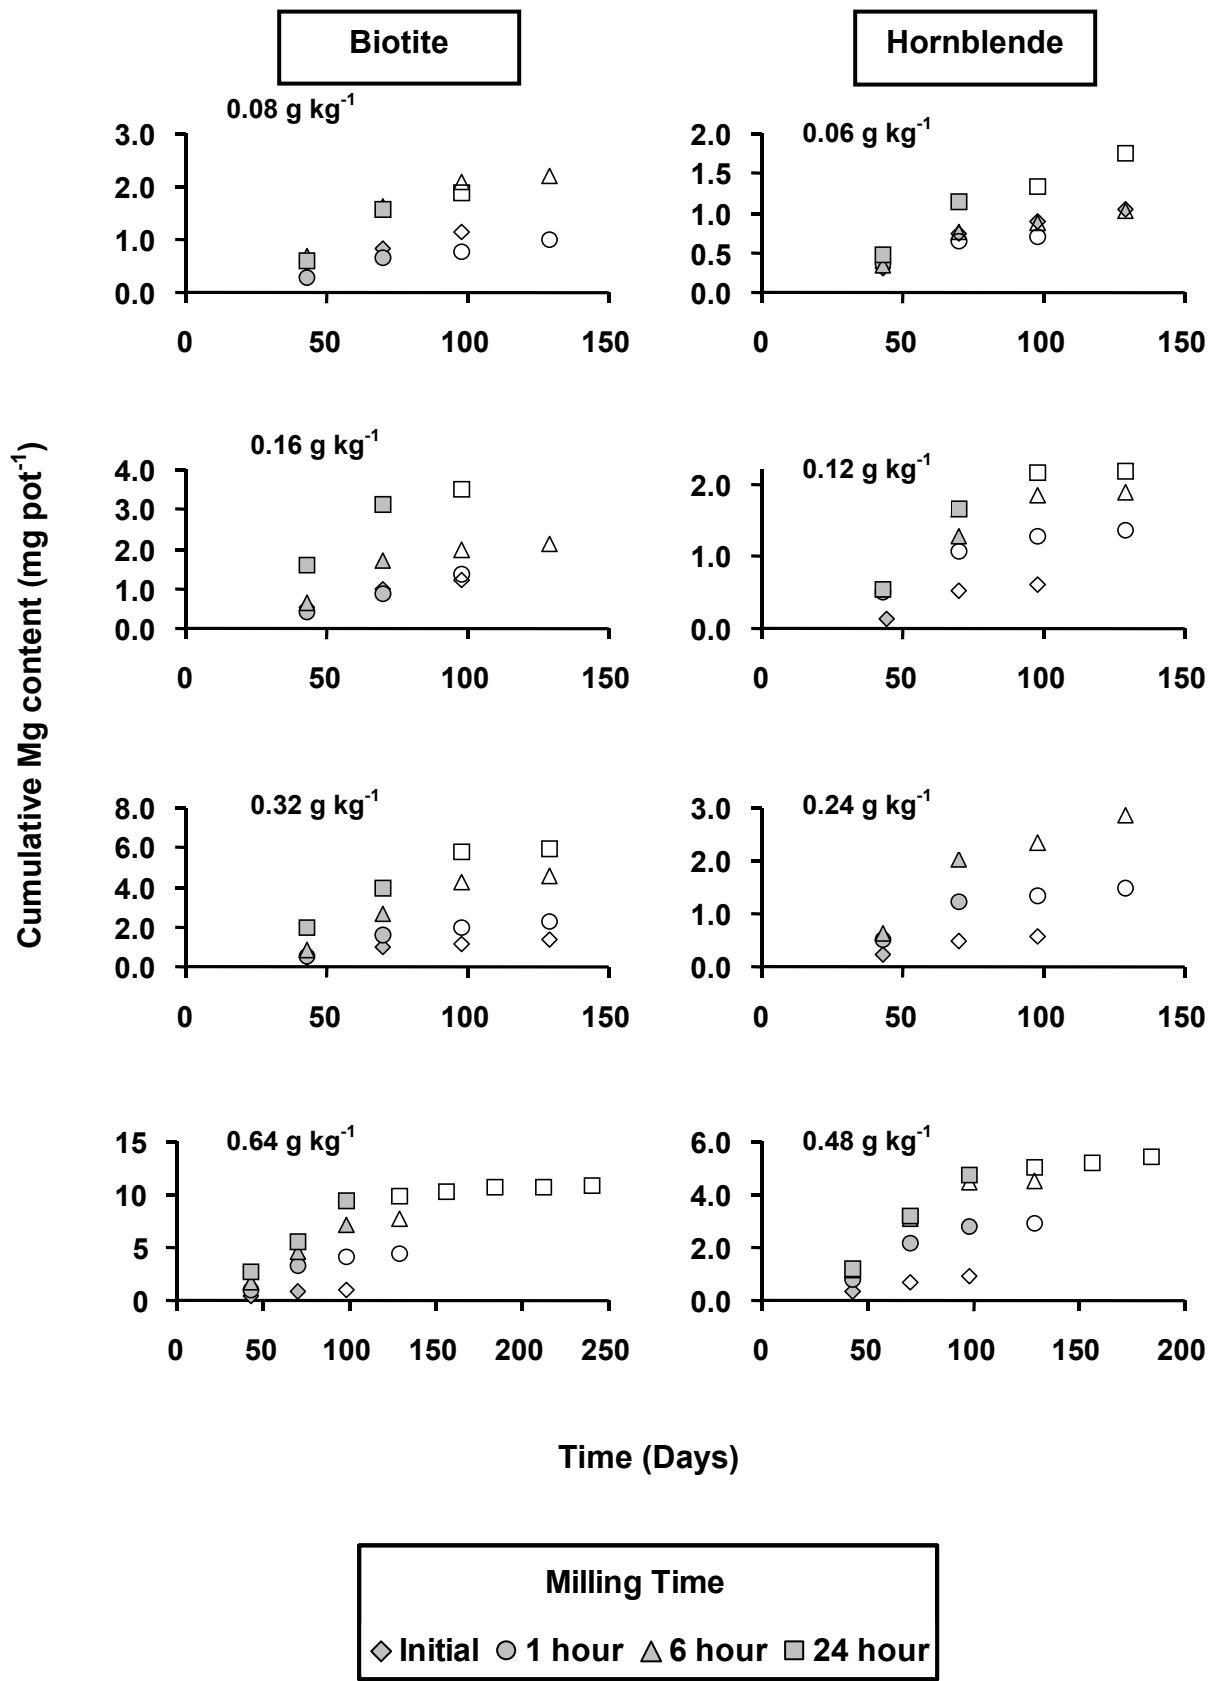 Biotite
Hornblende
0.08 g kg⁻¹
3.0
2.0
1.0
0.0
0 50 100 150
0.06 g kg⁻¹
2.0
1.5
1.0
0.5
0.0
0 50 100 150
0.16 g kg⁻¹
4.0
3.0
2.0
1.0
0.0
0 50 100 150
0.12 g kg⁻¹
2.0
1.0
0.0
0 50 100 150
Cumulative Mg content (mg pot⁻¹)
0.32 g kg⁻¹
8.0
6.0
4.0
2.0
0.0
0 50 100 150
0.24 g kg⁻¹
3.0
2.0
1.0
0.0
0 50 100 150
0.64 g kg⁻¹
15
10
5
0
0 50 100 150 200 250
0.48 g kg⁻¹
6.0
4.0
2.0
0.0
0 50 100 150 200
Time (Days)
Milling Time
Initial 1 hour 6 hour 24 hour